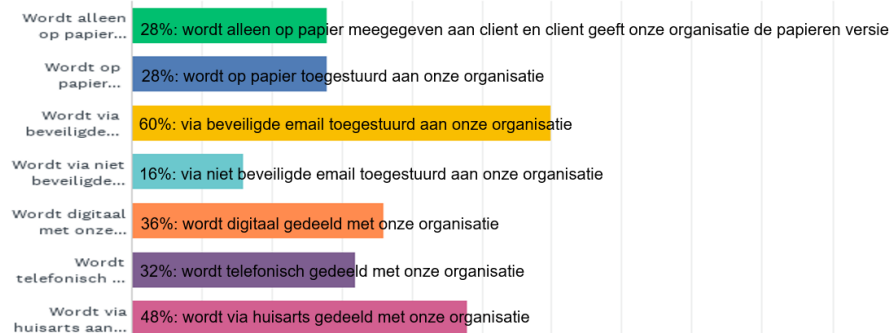 Wordt alleen
op papier...
28%: wordt alleen op papier meegegeven aan client en client geeft onze organisatie de papieren versie
Wordt op
papier...
28%: wordt op papier toegestuurd aan onze organisatie
Wordt via
beveiligde...
60%: via beveiligde email toegestuurd aan onze organisatie
Wordt via niet
beveiligde...
16%: via niet beveiligde email toegestuurd aan onze organisatie
Wordt digitaal
met onze...
36%: wordt digitaal gedeeld met onze organisatie
Wordt
telefonisch ...
32%: wordt telefonisch gedeeld met onze organisatie
Wordt via
huisarts aan...
48%: wordt via huisarts gedeeld met onze organisatie